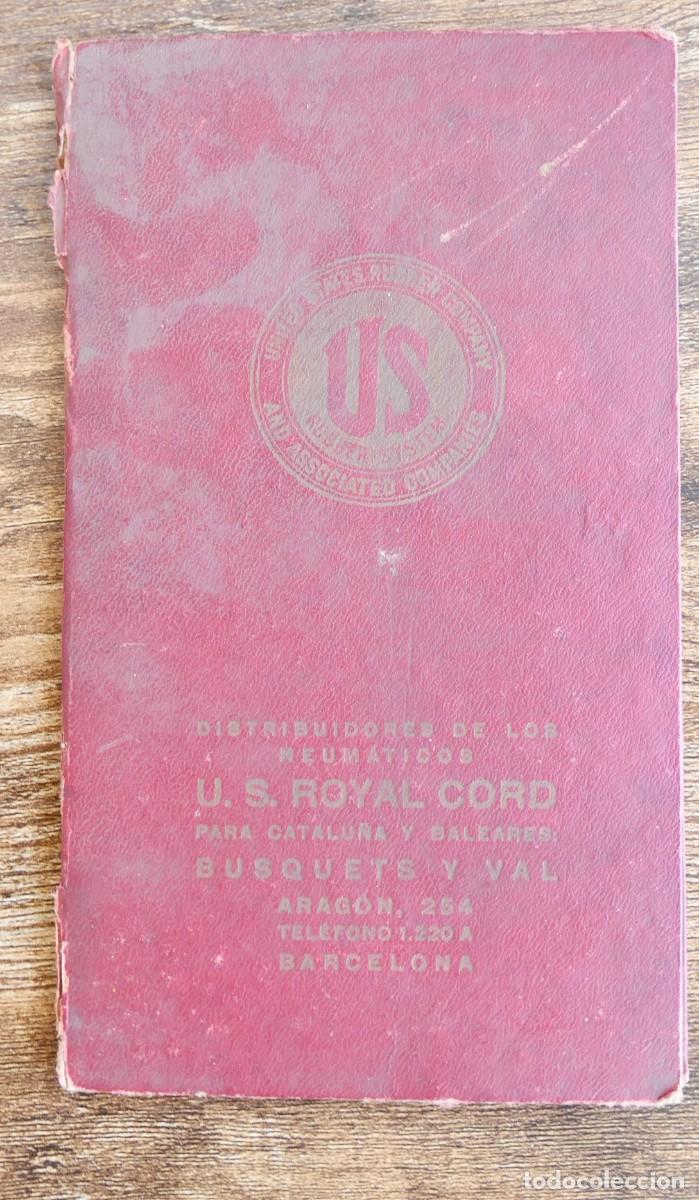 UNITED STATES RUBBER COMPANY
US
RUBBER SYSTEM
AND ASSOCIATED COMPANIES
DISTRIBUIDORES DE LOS
NEUMÁTICOS
U. S. ROYAL CORD
PARA CATALUÑA Y BALEARES:
BUSQUETS Y VAL
ARAGÓN, 254
TELÉFONO 1.220 A
BARCELONA
todocoleccion